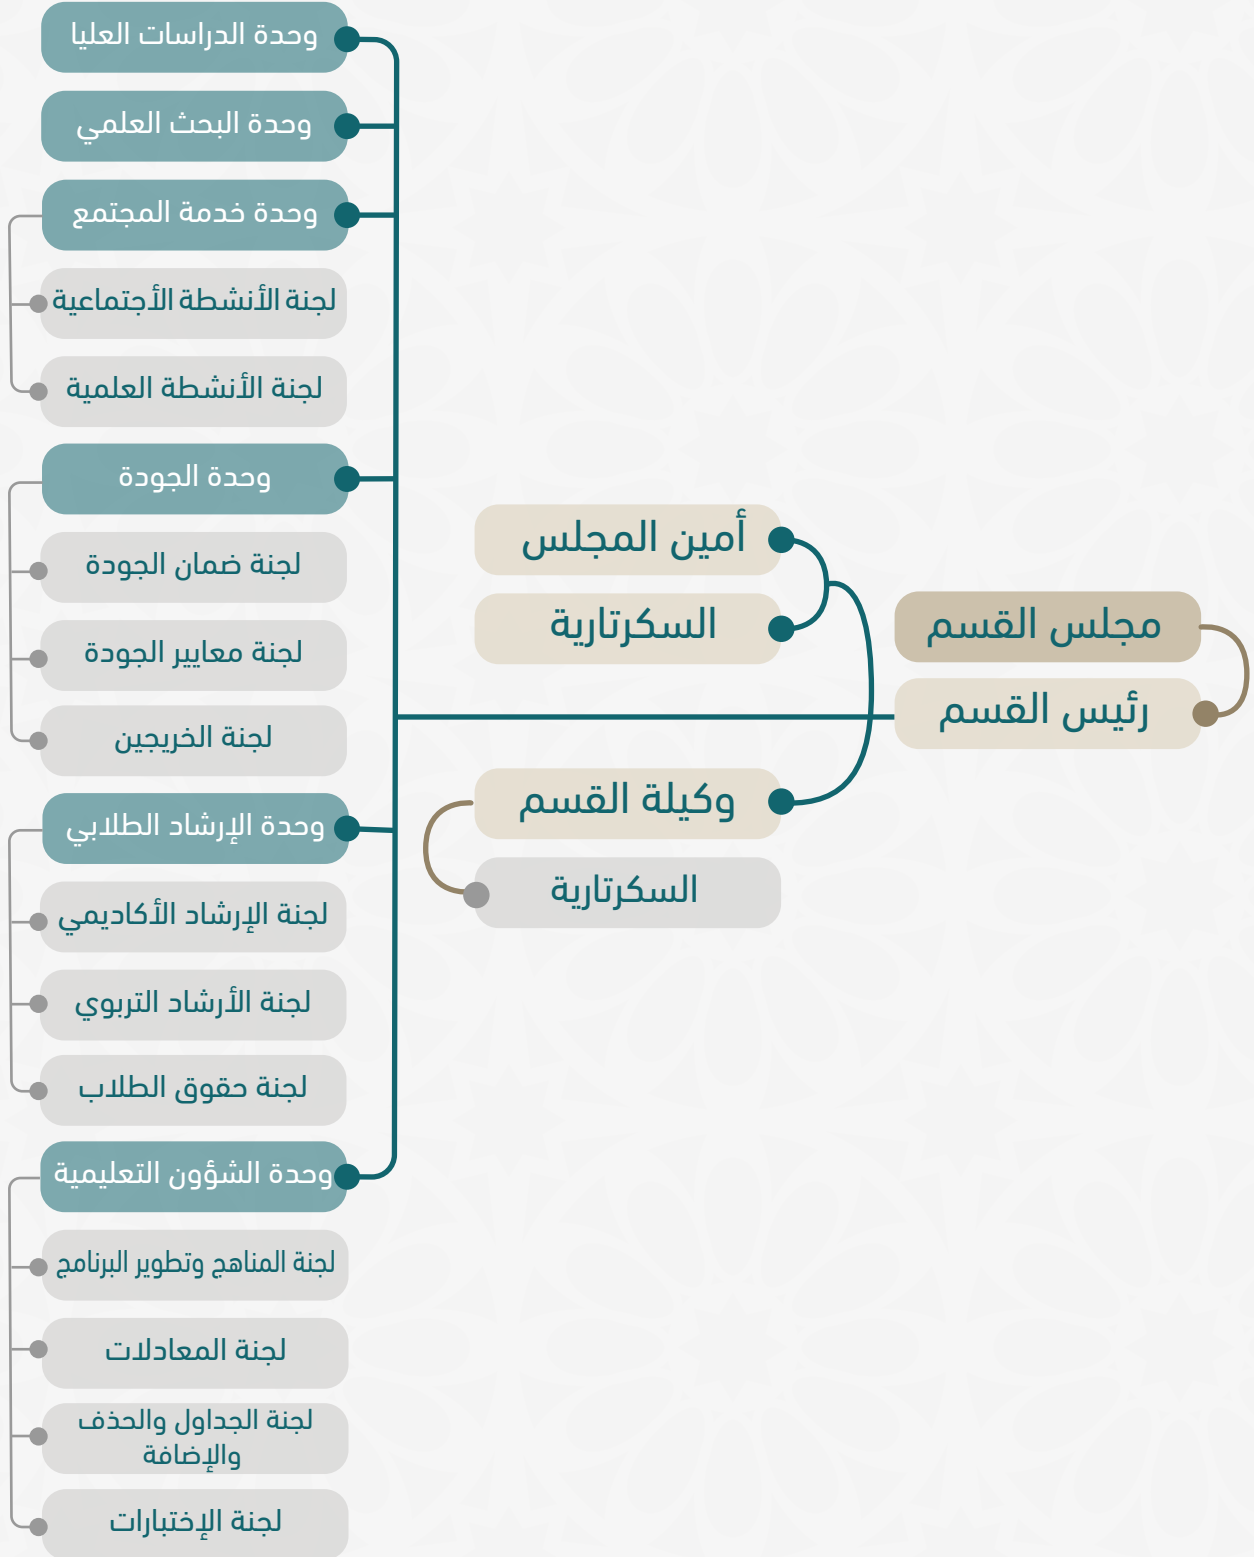 مجلس القسم
رئيس القسم
أمين المجلس
السكرتارية
وكيلة القسم
السكرتارية
وحدة الدراسات العليا
وحدة البحث العلمي
وحدة خدمة المجتمع
لجنة الأنشطة الأجتماعية
لجنة الأنشطة العلمية
وحدة الجودة
لجنة ضمان الجودة
لجنة معايير الجودة
لجنة الخريجين
وحدة الإرشاد الطلابي
لجنة الإرشاد الأكاديمي
لجنة الأرشاد التربوي
لجنة حقوق الطلاب
وحدة الشؤون التعليمية
لجنة المناهج وتطوير البرنامج
لجنة المعادلات
لجنة الجداول والحذف
والإضافة
لجنة الإختبارات